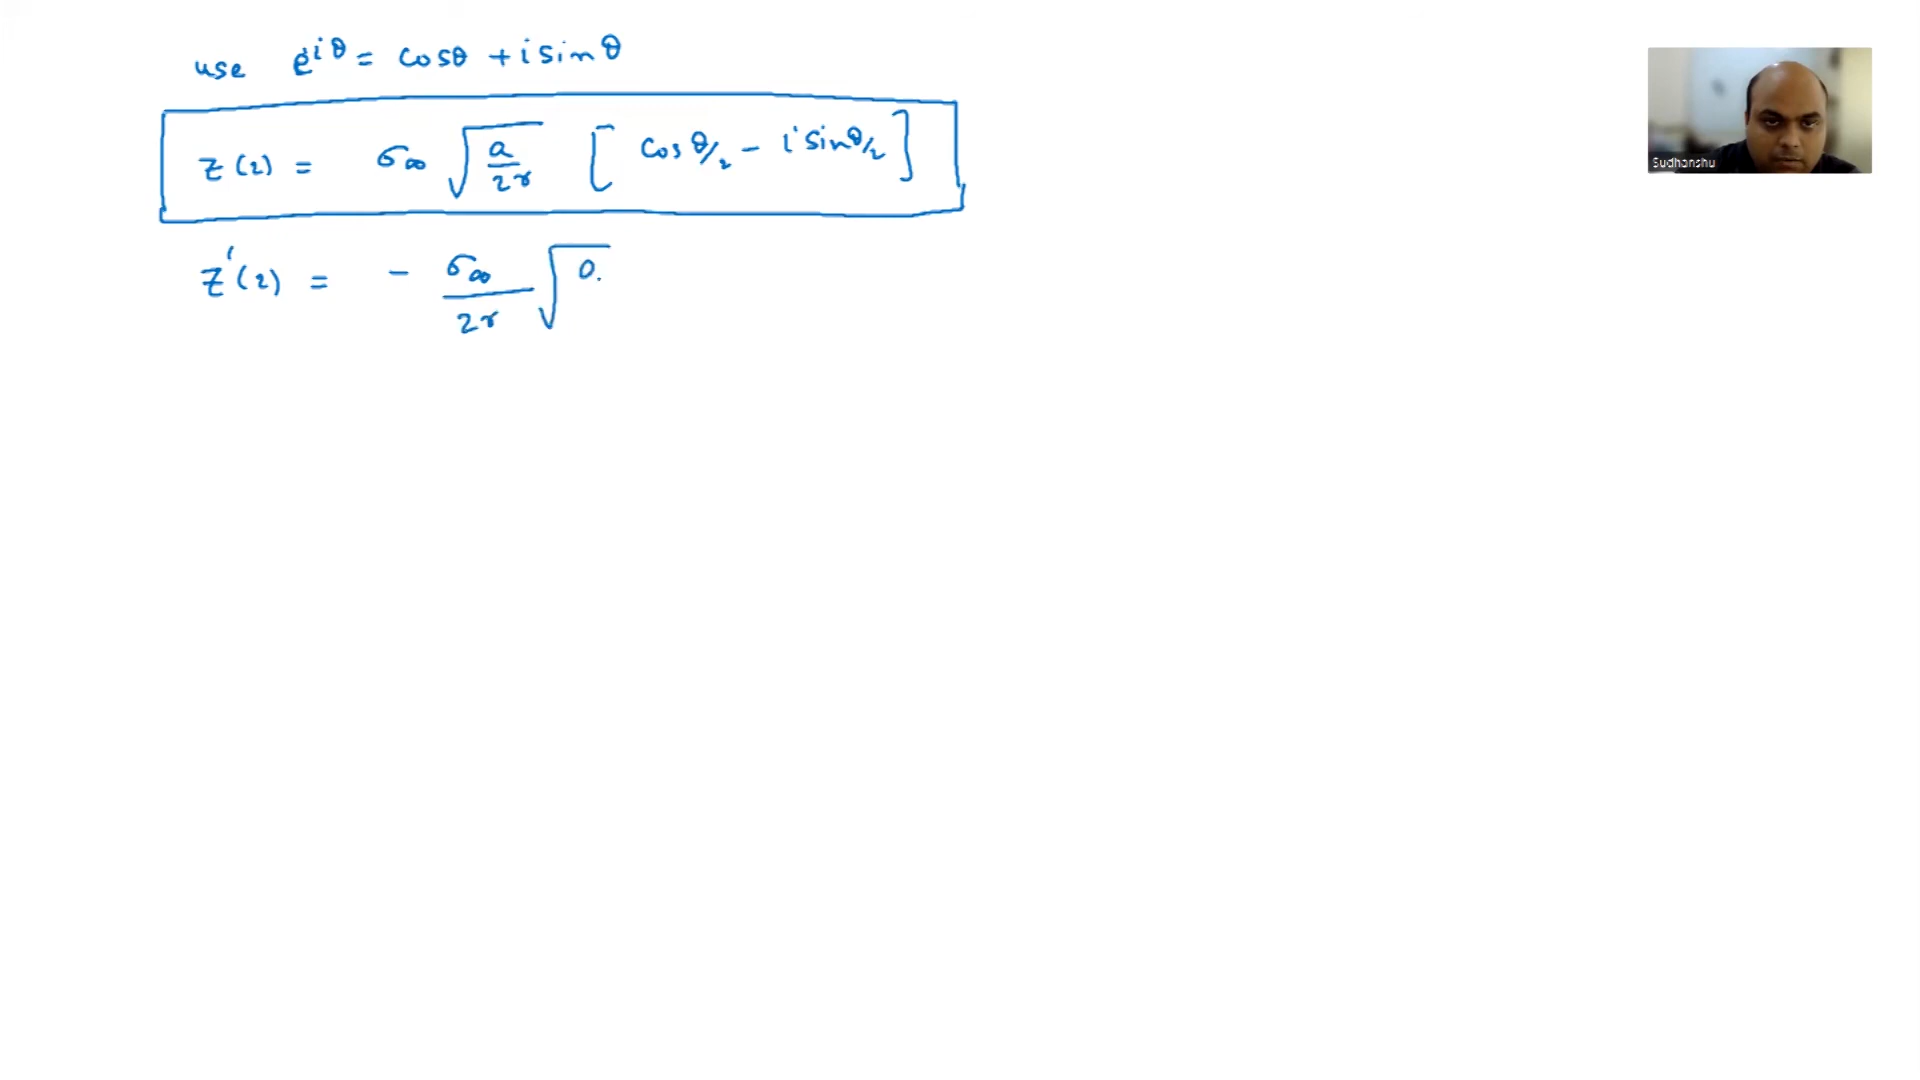 use e^{iθ} = cosθ + i sinθ
Z(z) = σ∞ √(a/2r) [cos θ/2 - i sin θ/2]
Z'(z) = - σ∞/2r √
Sudhanshu